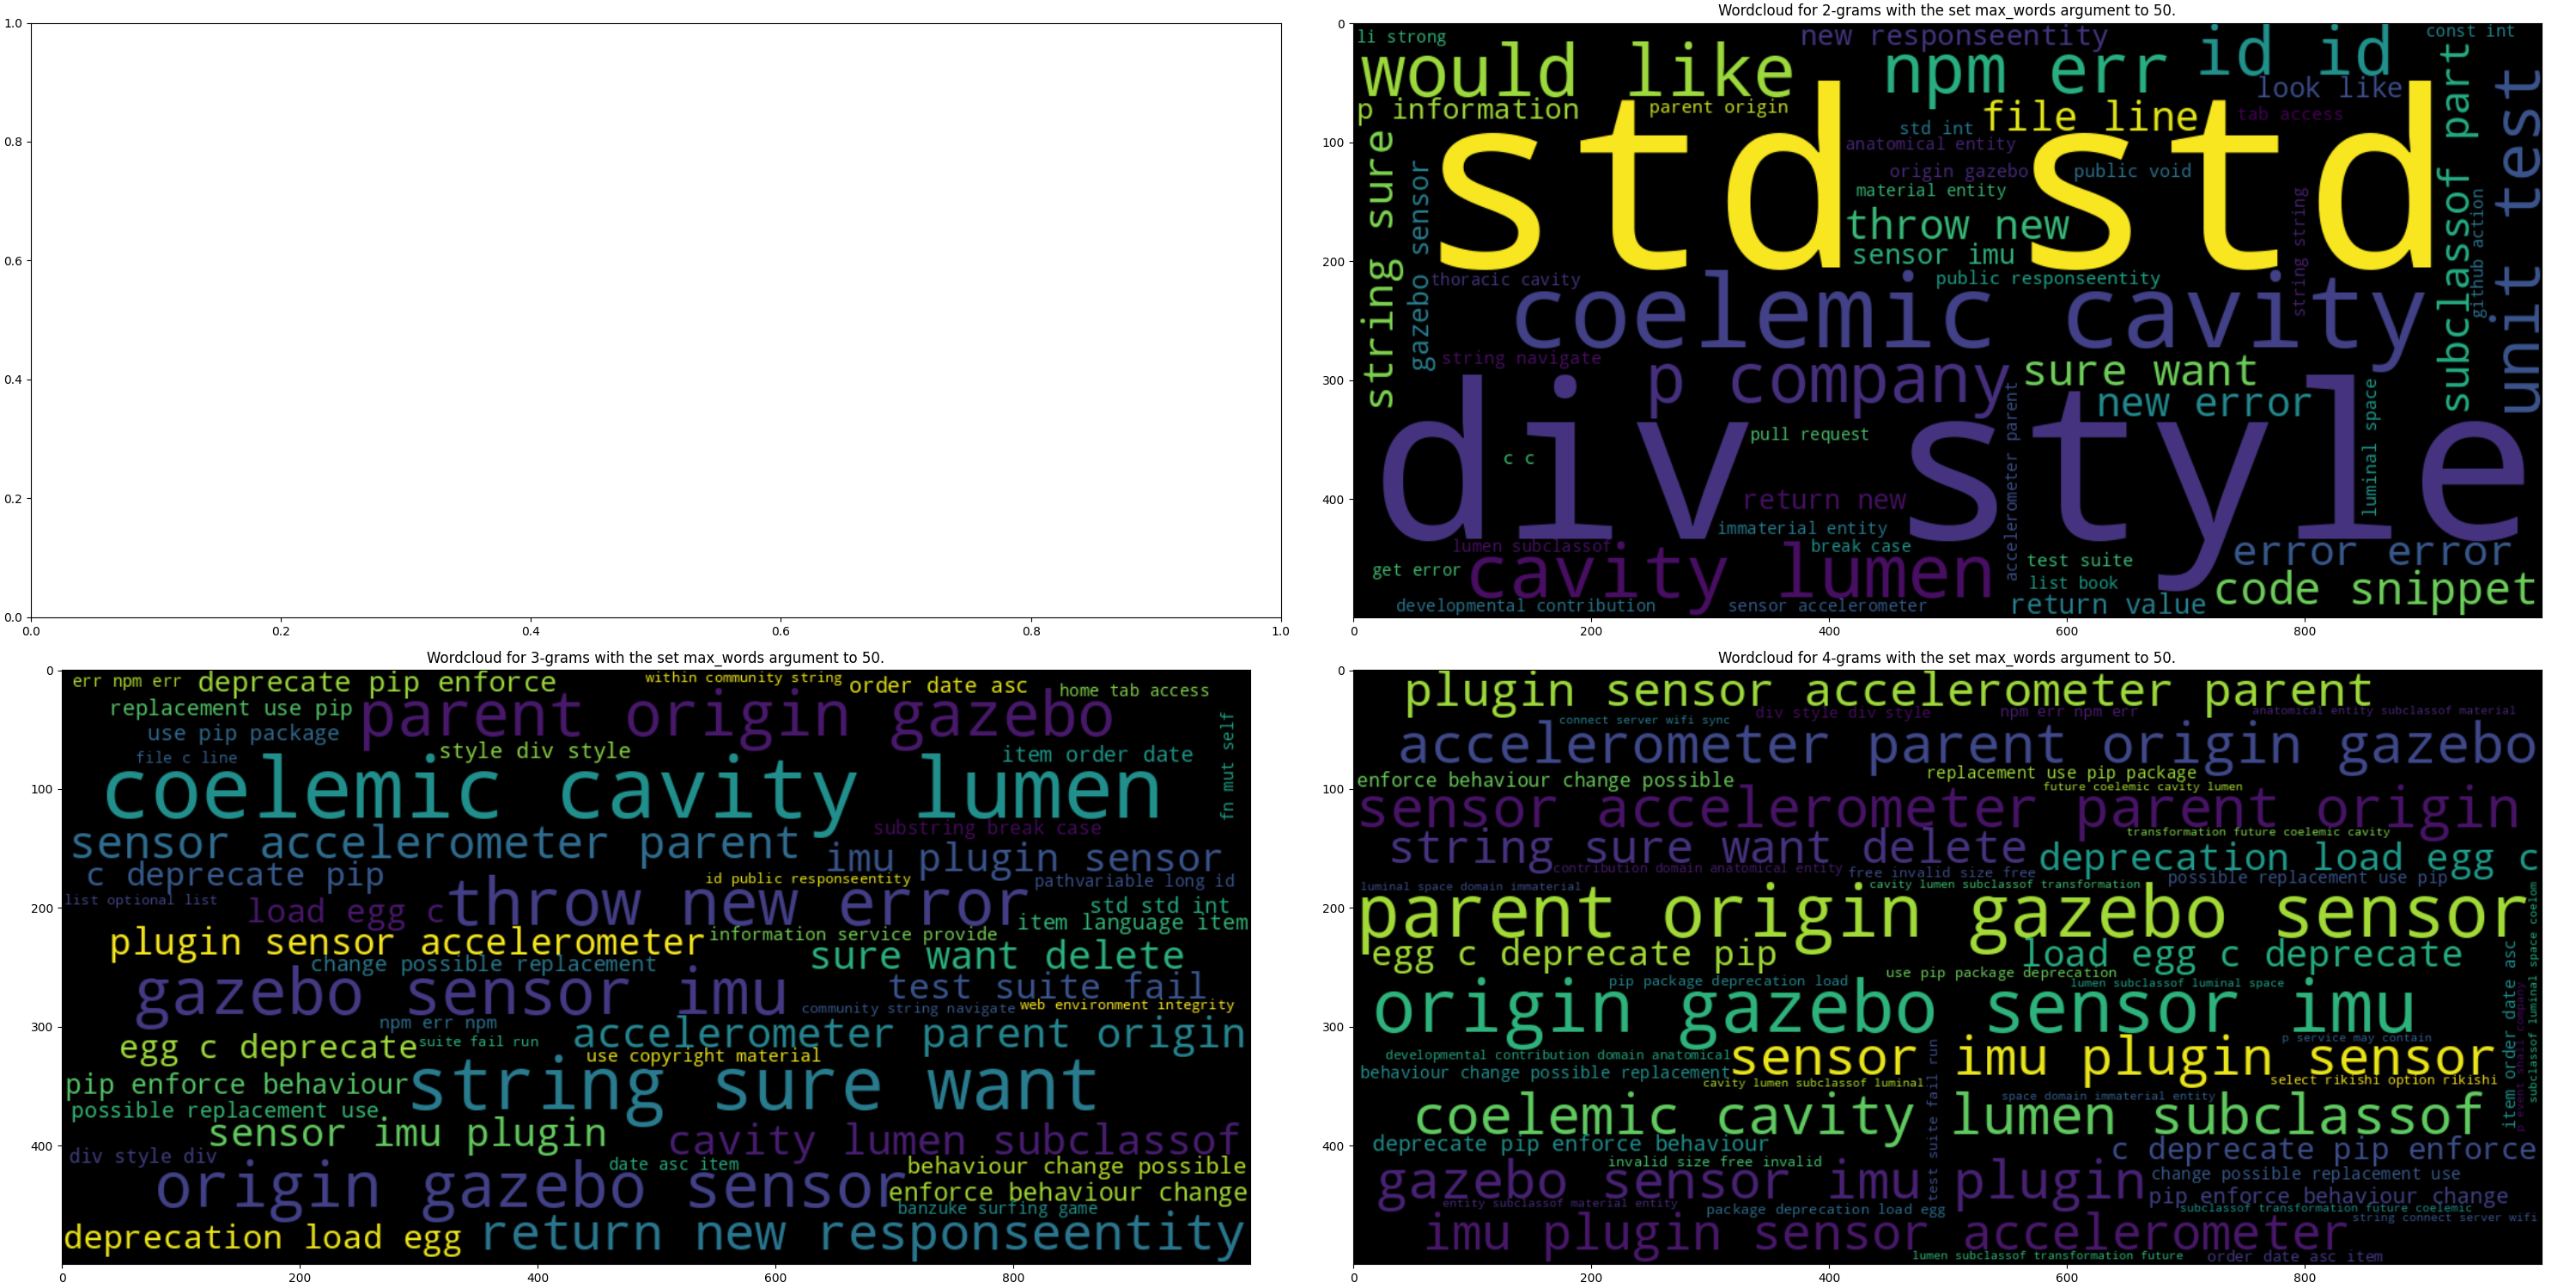 1.0
0.8
0.6
0.4
0.2
0.0
0.0 0.2 0.4 0.6 0.8 1.0
Wordcloud for 2-grams with the set max_words argument to 50.
0
100
200
300
400
0 200 400 600 800
li strong
new responseentity
id id
const int
would like
npm err
look like
p information
parent origin
file line
tab access
std int
std std
anatomical entity
origin gazebo
public void
material entity
throw new
sensor imu
string sure
gazebo sensor
thoracic cavity
public responseentity
string string
subclassof part
github action
unit test
coelemic cavity
string navigate
p company
sure want
new error
div style
pull request
c c
accelerometer parent
luminal space
return new
immaterial entity
lumen subclassof
break case
error error
get error
cavity lumen
test suite
list book
code snippet
developmental contribution
sensor accelerometer
return value
Wordcloud for 3-grams with the set max_words argument to 50.
0
100
200
300
400
0 200 400 600 800
err npm err
deprecate pip enforce
within community string
order date asc
home tab access
replacement use pip
parent origin gazebo
use pip package
style div style
item order date
file c line
fn mut self
coelemic cavity lumen
substring break case
sensor accelerometer parent
imu plugin sensor
c deprecate pip
id public responseentity
pathvariable long id
list optional list
load egg c
throw new error
std std int
item language item
plugin sensor accelerometer
information service provide
sure want delete
change possible replacement
gazebo sensor imu
test suite fail
community string navigate
web environment integrity
npm err npm
accelerometer parent origin
egg c deprecate
suite fail run
use copyright material
pip enforce behaviour
string sure want
possible replacement use
sensor imu plugin
cavity lumen subclassof
div style div
date asc item
behaviour change possible
origin gazebo sensor
enforce behaviour change
banzuke surfing game
deprecation load egg
return new responseentity
Wordcloud for 4-grams with the set max_words argument to 50.
0
100
200
300
400
0 200 400 600 800
plugin sensor accelerometer parent
connect server wifi sync
div style div style
npm err npm err
anatomical entity subclassof material
accelerometer parent origin gazebo
enforce behaviour change possible
replacement use pip package
future coelemic cavity lumen
sensor accelerometer parent origin
transformation future coelemic cavity
string sure want delete
deprecation load egg c
contribution domain anatomical entity
free invalid size free
possible replacement use pip
luminal space domain immaterial
cavity lumen subclassof transformation
parent origin gazebo sensor
egg c deprecate pip
load egg c deprecate
use pip package deprecation
pip package deprecation load
lumen subclassof luminal space
origin gazebo sensor imu
subclassof luminal space coelom
item order date asc
p event shall company
developmental contribution domain anatomical
sensor imu plugin sensor
p service may contain
behaviour change possible replacement
cavity lumen subclassof luminal
select rikishi option rikishi
test suite fail run
space domain immaterial entity
coelemic cavity lumen subclassof
deprecate pip enforce behaviour
c deprecate pip enforce
invalid size free invalid
gazebo sensor imu plugin
change possible replacement use
pip enforce behaviour change
entity subclassof material entity
package deprecation load egg
subclassof transformation future coelemic
string connect server wifi
imu plugin sensor accelerometer
lumen subclassof transformation future
order date asc item